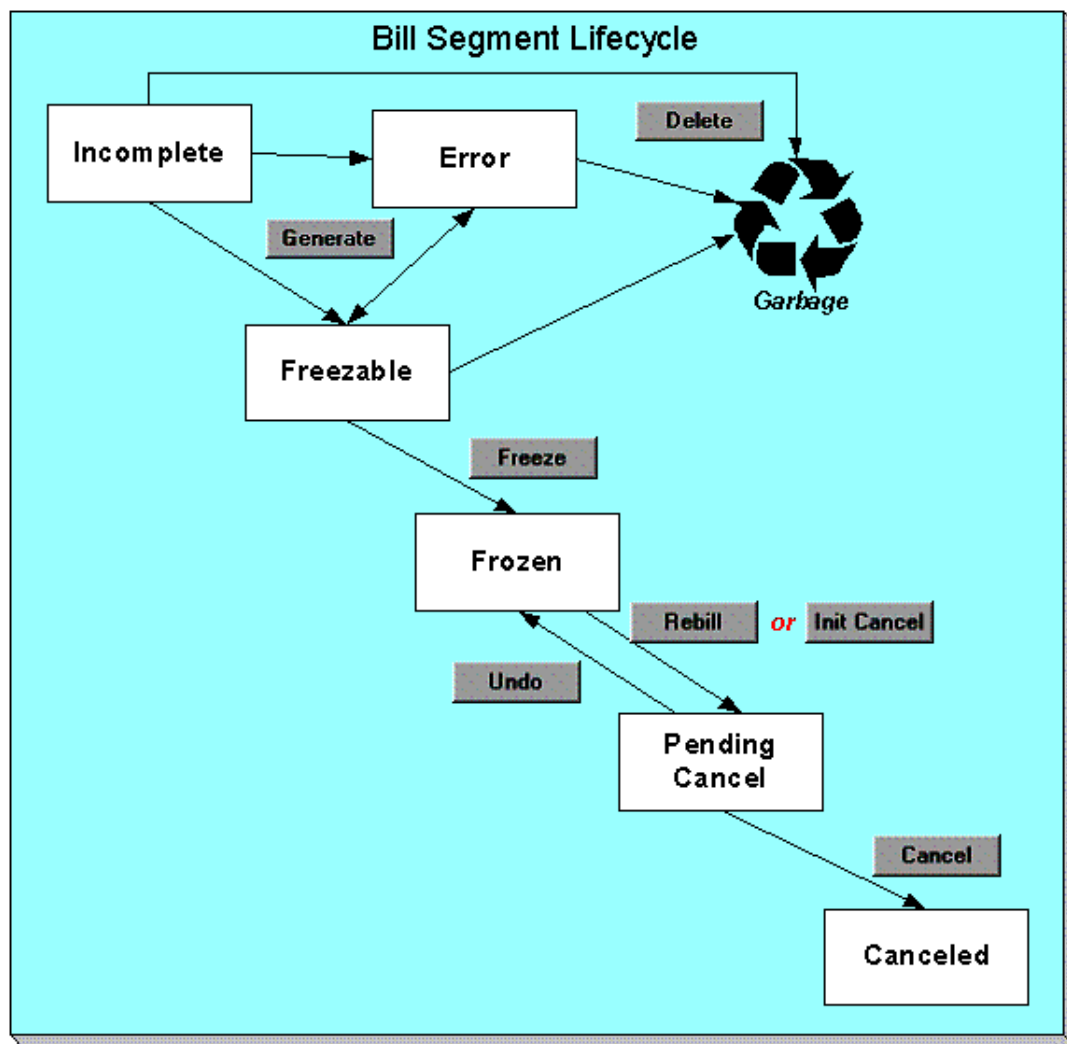 Bill Segment Lifecycle
Delete
Incomplete
Error
Generate
Garbage
Freezable
Freeze
Frozen
Rebill or Init Cancel
Undo
Pending
Cancel
Cancel
Canceled